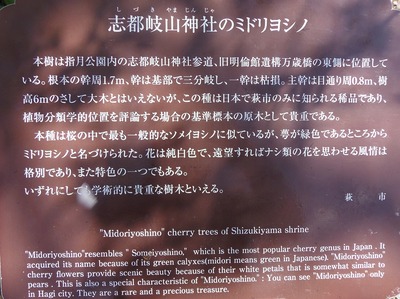 しづきやまじんじゃ
志都岐山神社のミドリヨシノ
本樹は指月公園内の志都岐山神社参道、旧明倫館遺構万歳橋の東側に位置して
いる。根本の幹周1.7m、幹は基部で三分岐し、一幹は枯損。主幹は目通り周0.8m、樹
高6mのさして大木とはいえないが、この種は日本で萩市のみに知られる稀品であり、
植物分類学的位置を評論する場合の基準標本の原木として貴重である。
本種は桜の中で最も一般的なソメイヨシノに似ているが、萼が緑色であるところから
ミドリヨシノと名づけられた。花は純白色で、遠望すればナシ類の花を思わせる風情は
格別であり、また特色の一つでもある。
いずれにしても学術的に貴重な樹木といえる。
萩市
"Midoriyoshino" cherry trees of Shizukiyama shrine
"Midoriyoshino"resembles " Someiyoshino," which is the most popular cherry genus in Japan . It
acquired its name because of its green calyxes(midori means green in Japanese). "Midoriyoshino"
cherry flowers provide scenic beauty because of their white petals that is somewhat similar to
pears . This is also a special characteristic of "Midoriyoshino." : You can see "Midoriyoshino" only
in Hagi city. They are a rare and a precious treasure.